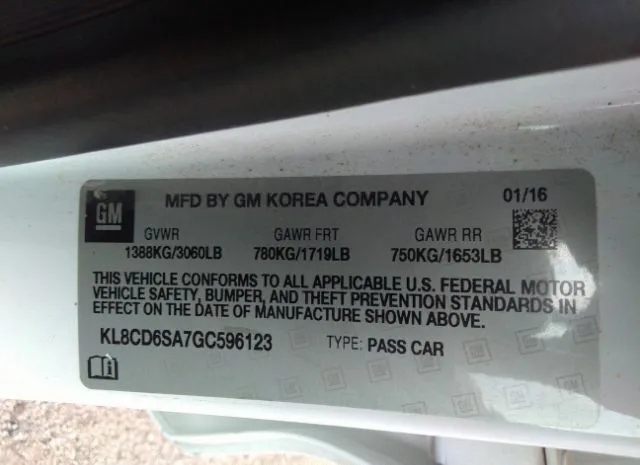 GM
MFD BY GM KOREA COMPANY
01/16
GVWR GAWR FRT GAWR RR
1388KG/3060LB 780KG/1719LB 750KG/1653LB
THIS VEHICLE CONFORMS TO ALL APPLICABLE U.S. FEDERAL MOTOR
VEHICLE SAFETY, BUMPER, AND THEFT PREVENTION STANDARDS IN
EFFECT ON THE DATE OF MANUFACTURE SHOWN ABOVE.
KL8CD6SA7GC596123 TYPE: PASS CAR